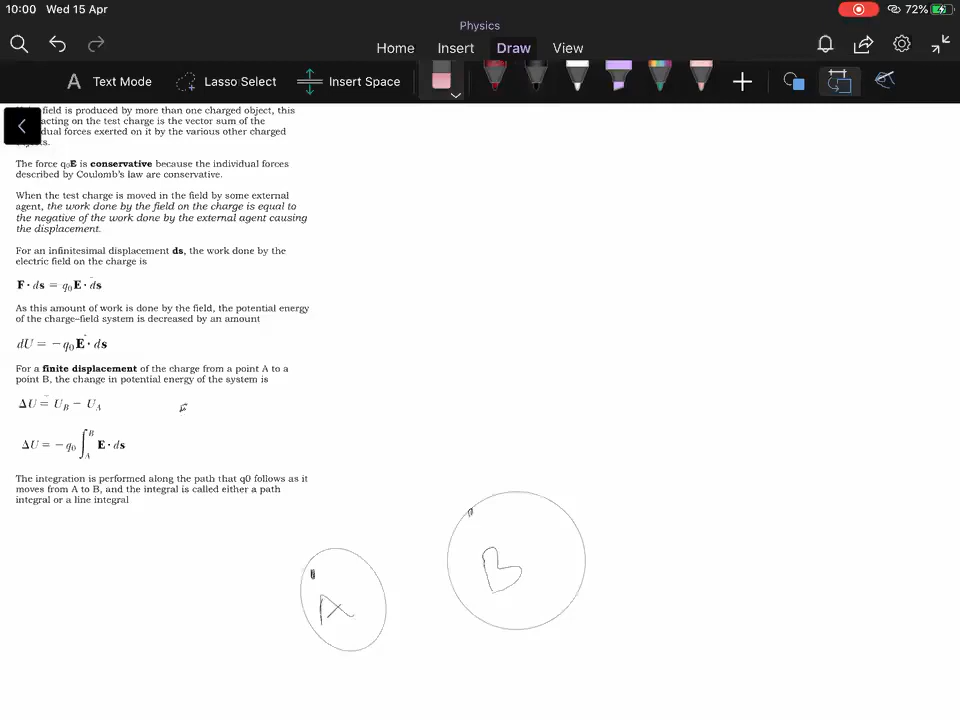 10:00 Wed 15 Apr
72%
Physics
Home Insert Draw View
Text Mode Lasso Select Insert Space
field is produced by more than one charged object, this
acting on the test charge is the vector sum of the
dual forces exerted on it by the various other charged
The force q₀E is conservative because the individual forces
described by Coulomb's law are conservative.
When the test charge is moved in the field by some external
agent, the work done by the field on the charge is equal to
the negative of the work done by the external agent causing
the displacement.
For an infinitesimal displacement ds, the work done by the
electric field on the charge is
F · ds = q₀E · ds
As this amount of work is done by the field, the potential energy
of the charge–field system is decreased by an amount
dU = −q₀E · ds
For a finite displacement of the charge from a point A to a
point B, the change in potential energy of the system is
ΔU = U_B − U_A
ΔU = −q₀ ∫_A^B E · ds
The integration is performed along the path that q0 follows as it
moves from A to B, and the integral is called either a path
integral or a line integral
B
A